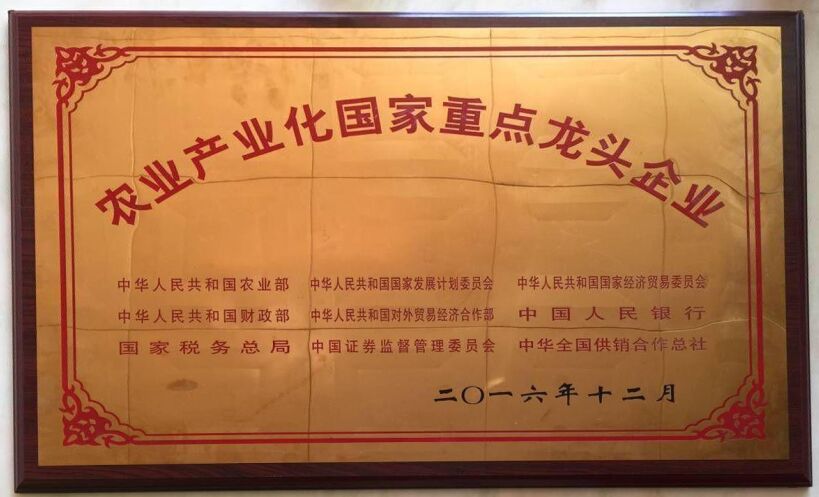 农业产业化国家重点龙头企业
中华人民共和国农业部 中华人民共和国国家发展计划委员会 中华人民共和国国家经济贸易委员会
中华人民共和国财政部 中华人民共和国对外贸易经济合作部 中国人民银行
国家税务总局 中国证券监督管理委员会 中华全国供销合作总社
二〇一六年十二月